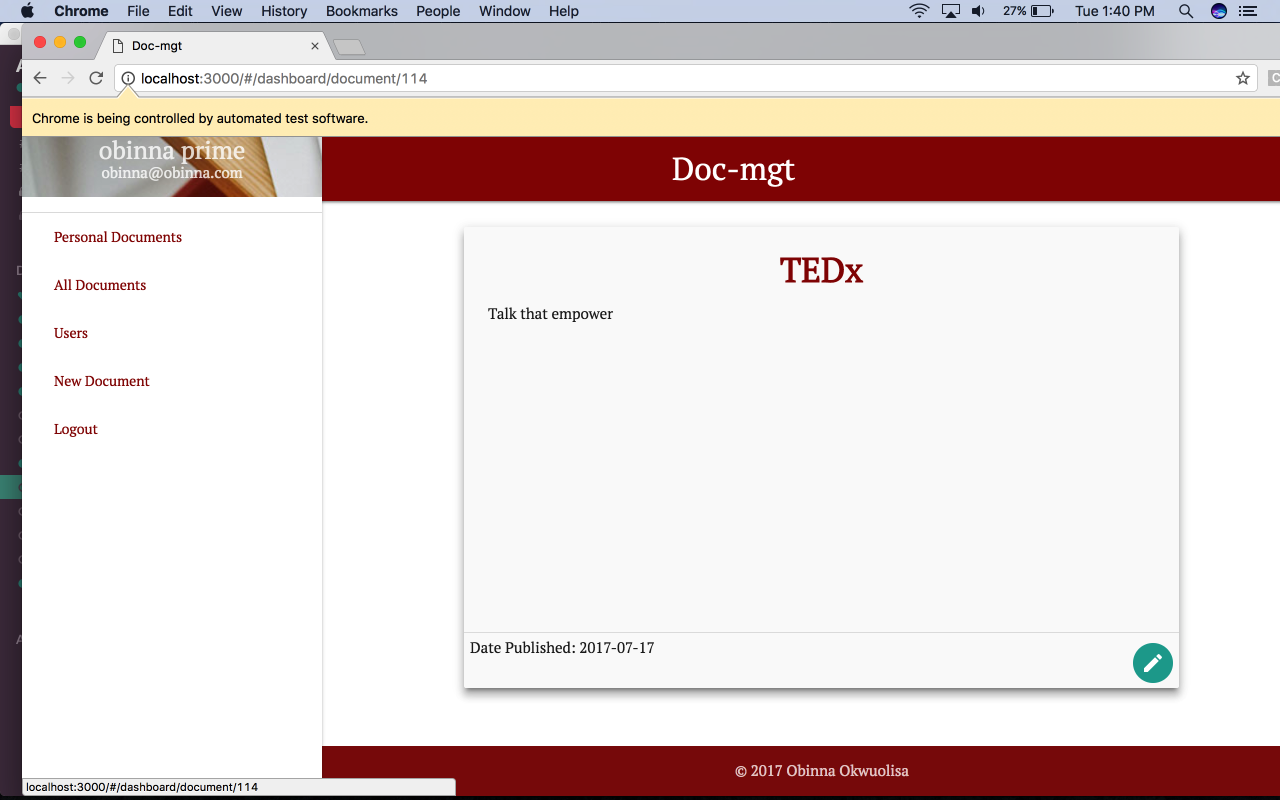 Chrome File Edit View History Bookmarks People Window Help 27% Tue 1:40 PM
Doc-mgt
localhost:3000/#/dashboard/document/114
Chrome is being controlled by automated test software.
obinna prime
obinna@obinna.com
Doc-mgt
Personal Documents
All Documents
Users
New Document
Logout
TEDx
Talk that empower
Date Published: 2017-07-17
© 2017 Obinna Okwuolisa
localhost:3000/#/dashboard/document/114